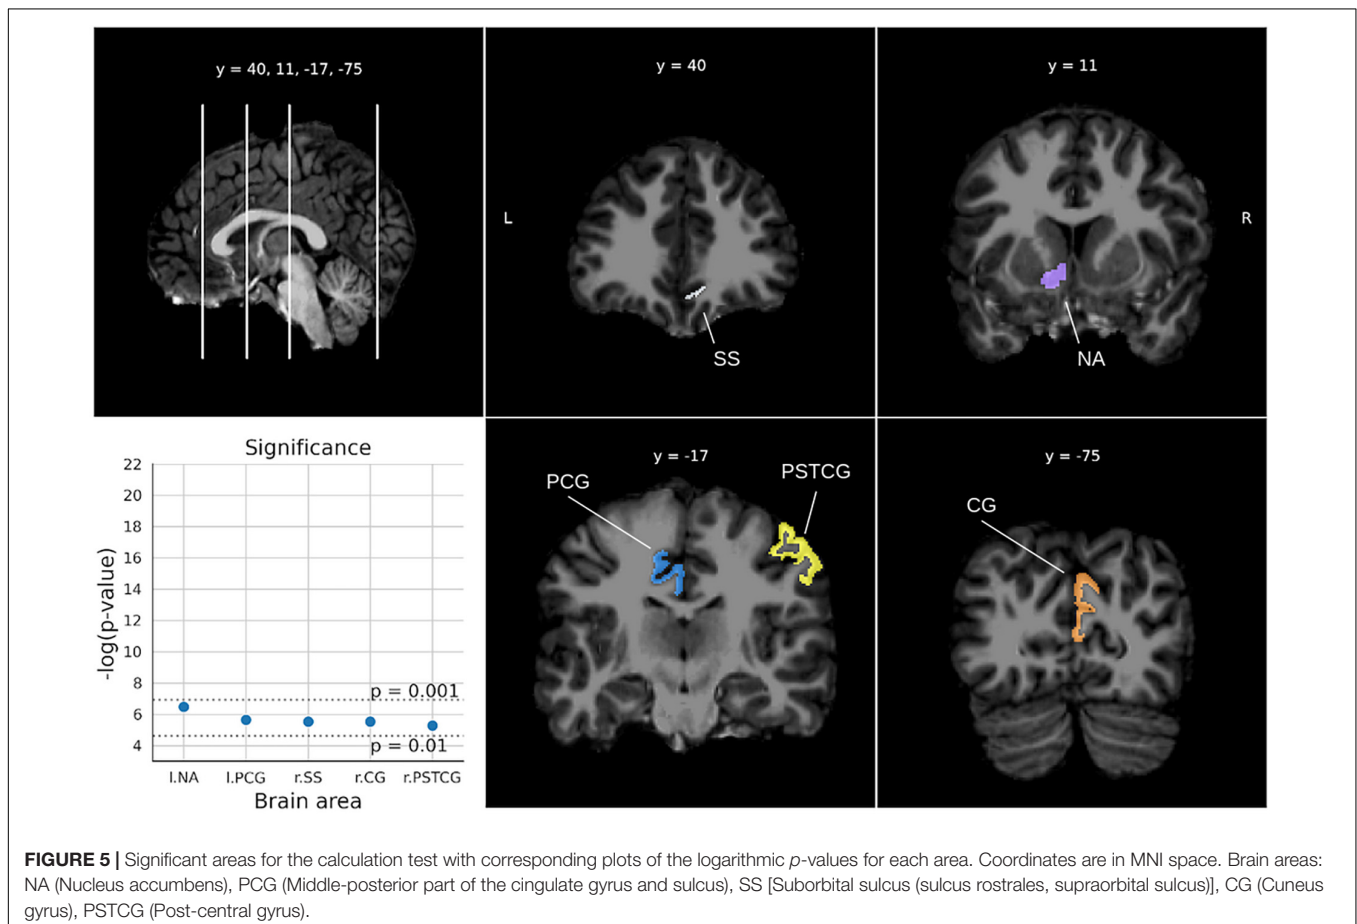 y = 40, 11, -17, -75
y = 40
L
SS
y = 11
R
NA
Significance
-log(p-value)
22
20
18
16
14
12
10
8
6
4
p = 0.001
p = 0.01
l.NA l.PCG r.SS r.CG r.PSTCG
Brain area
y = -17
PCG
PSTCG
y = -75
CG
FIGURE 5 | Significant areas for the calculation test with corresponding plots of the logarithmic p-values for each area. Coordinates are in MNI space. Brain areas:
NA (Nucleus accumbens), PCG (Middle-posterior part of the cingulate gyrus and sulcus), SS [Suborbital sulcus (sulcus rostrales, supraorbital sulcus)], CG (Cuneus
gyrus), PSTCG (Post-central gyrus).